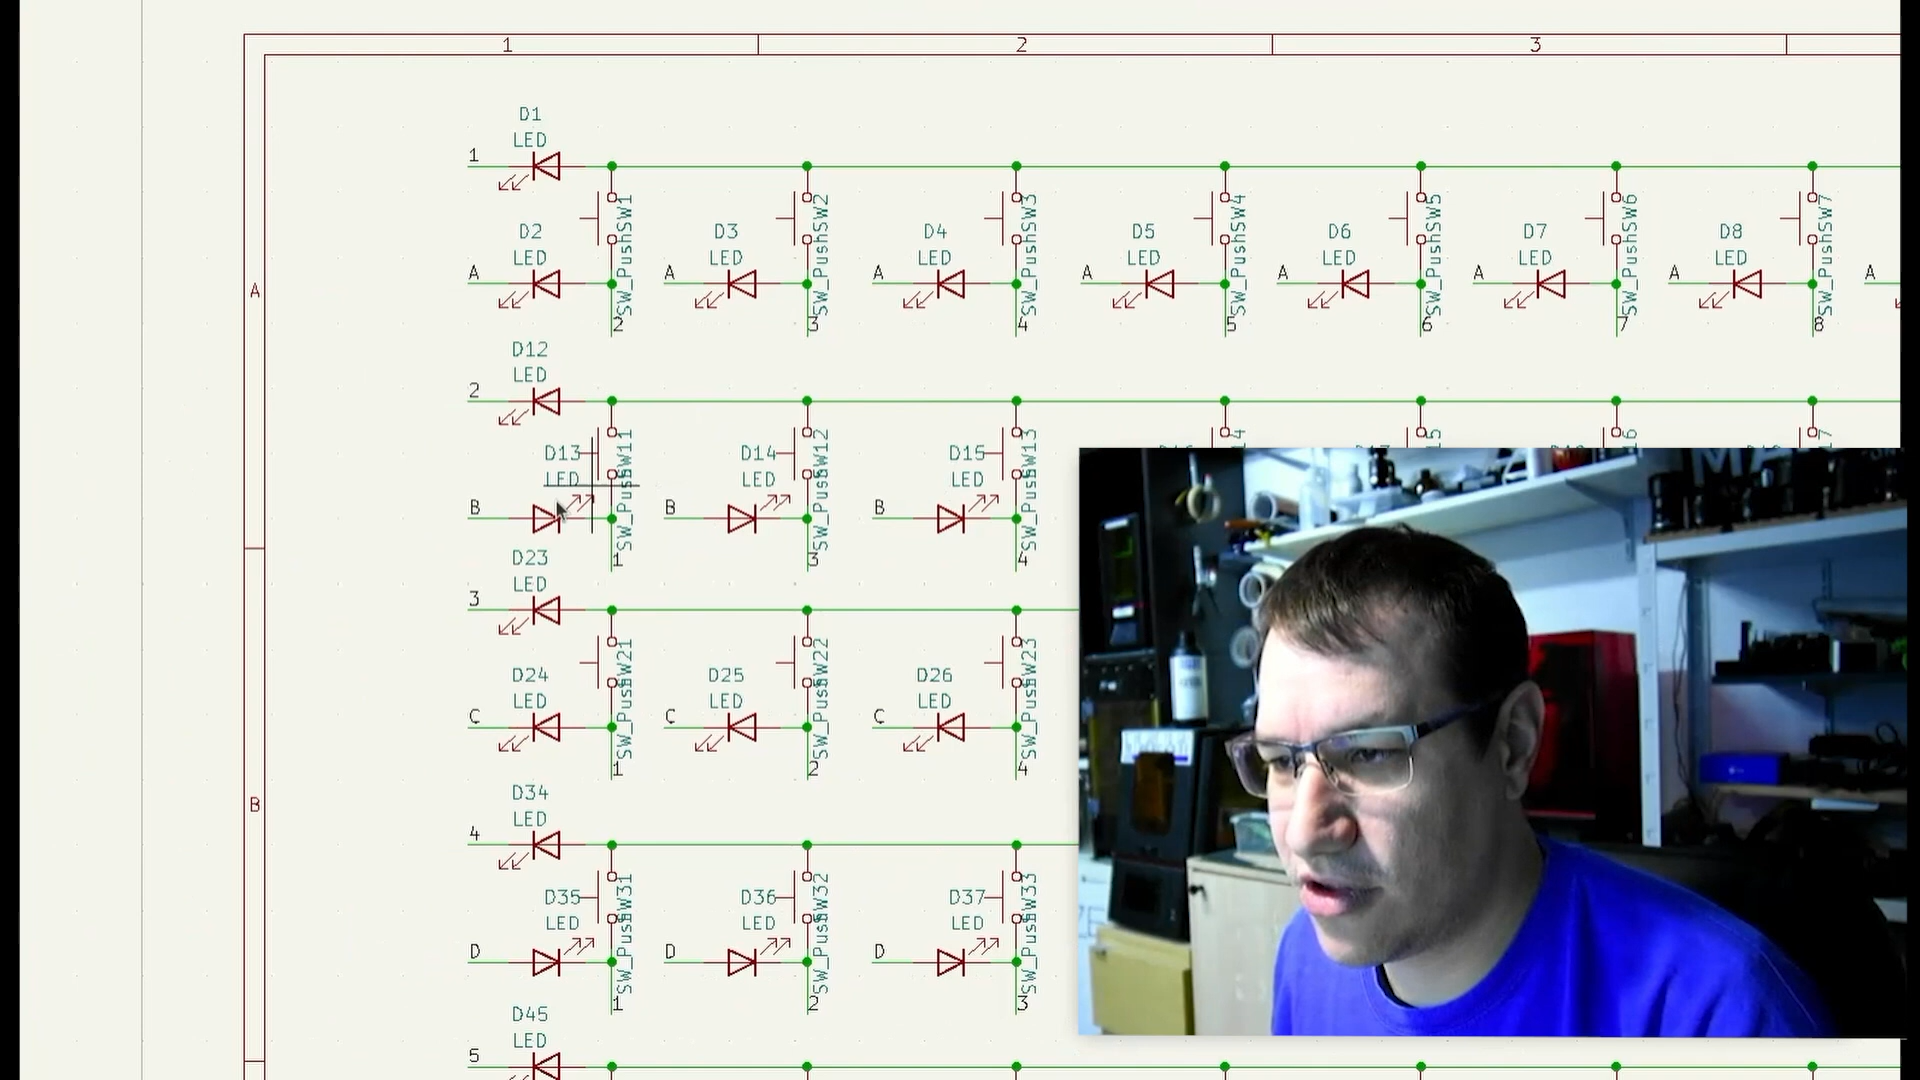 1 2 3
D1
LED
1
D2 D3 D4 D5 D6 D7 D8
LED LED LED LED LED LED LED
A A A A A A A A
SW_PushSW1 SW_PushSW2 SW_PushSW3 SW_PushSW4 SW_PushSW5 SW_PushSW6 SW_PushSW7
2 3 4 5 6 7 8
A
D12
LED
2
D13 D14 D15
LED LED LED
B B B
SW_PushSW11 SW_PushSW12 SW_PushSW13
1 3 4
D23
LED
3
D24 D25 D26
LED LED LED
C C C
SW_PushSW21 SW_PushSW22 SW_PushSW23
1 2 4
B
D34
LED
4
D35 D36 D37
LED LED LED
D D D
SW_PushSW31 SW_PushSW32 SW_PushSW33
1 2 3
D45
LED
5